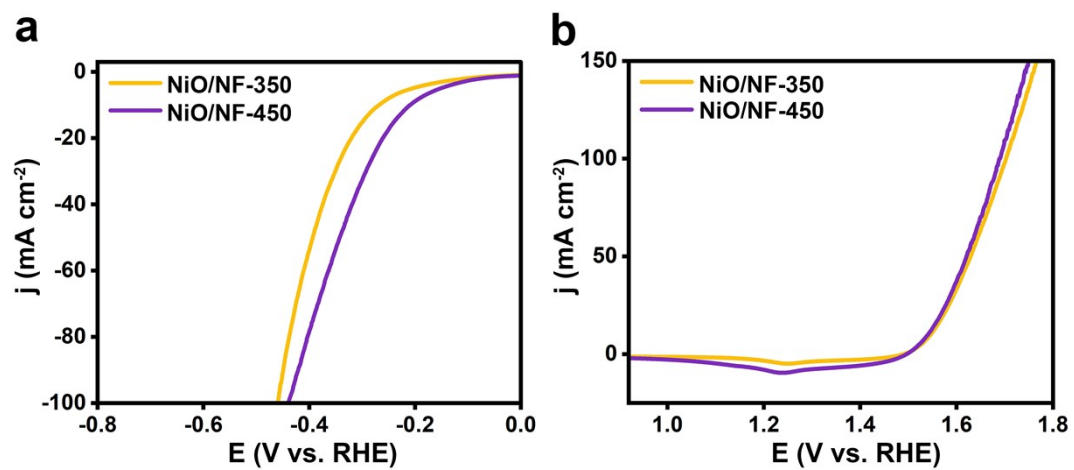 a
0
-20
-40
-60
-80
-100
j (mA cm-2)
NiO/NF-350
NiO/NF-450
-0.8
-0.6
-0.4
-0.2
0.0
E (V vs. RHE)
b
150
100
50
0
j (mA cm-2)
NiO/NF-350
NiO/NF-450
1.0
1.2
1.4
1.6
1.8
E (V vs. RHE)